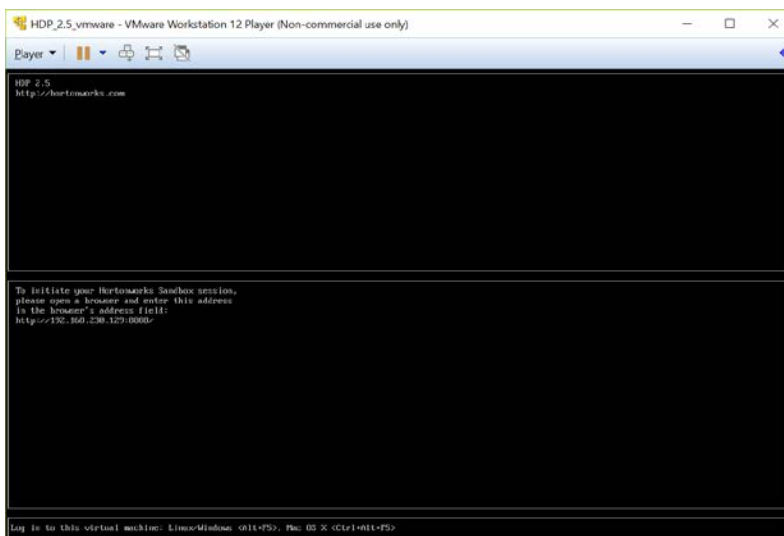 HDP_2.5_vmware - VMware Workstation 12 Player (Non-commercial use only)
Player
HDP 2.5
http://hortonworks.com
To initiate your Hortonworks Sandbox session,
please open a browser and enter this address
in the browser's address field:
http://192.168.230.129:8888/
Log in to this virtual machine: Linux/Windows <Alt+F5>, Mac OS X <Ctrl+Alt+F5>